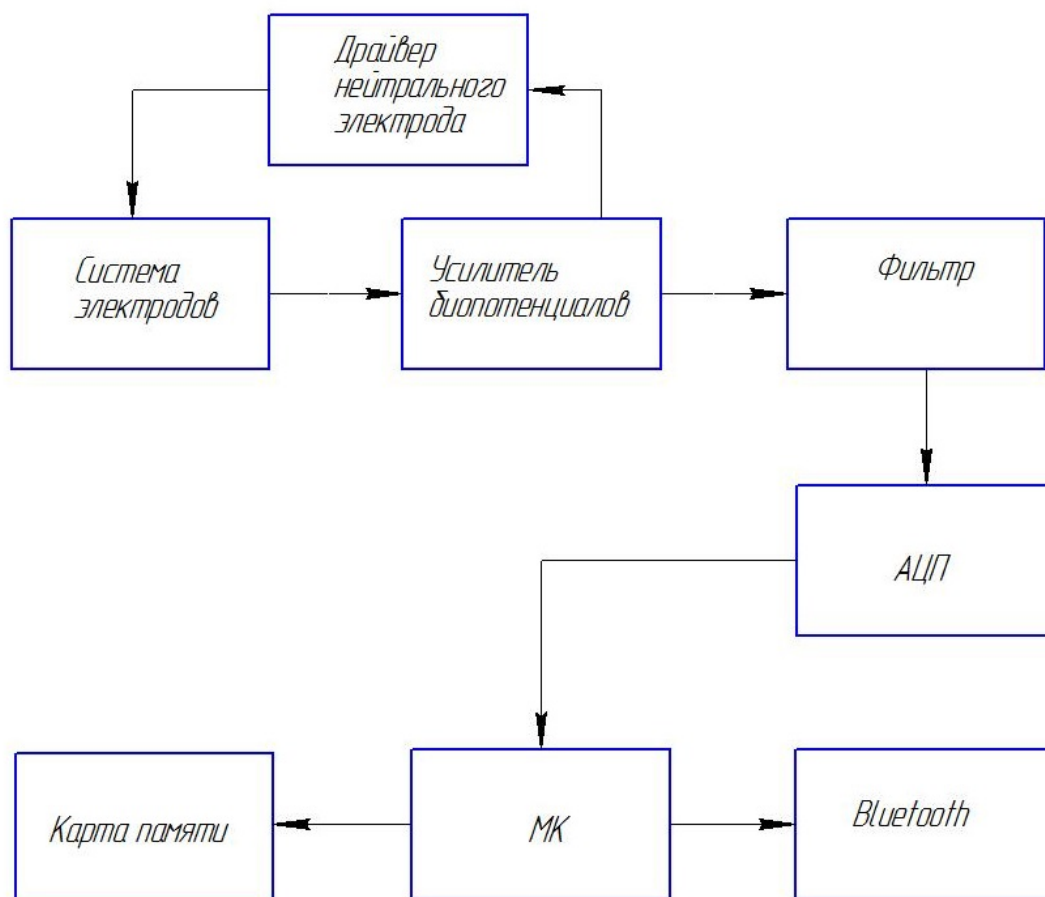 Драйвер
нейтрального
электрода
Система
электродов
Усилитель
биопотенциалов
Фильтр
АЦП
Карта памяти
МК
Bluetooth